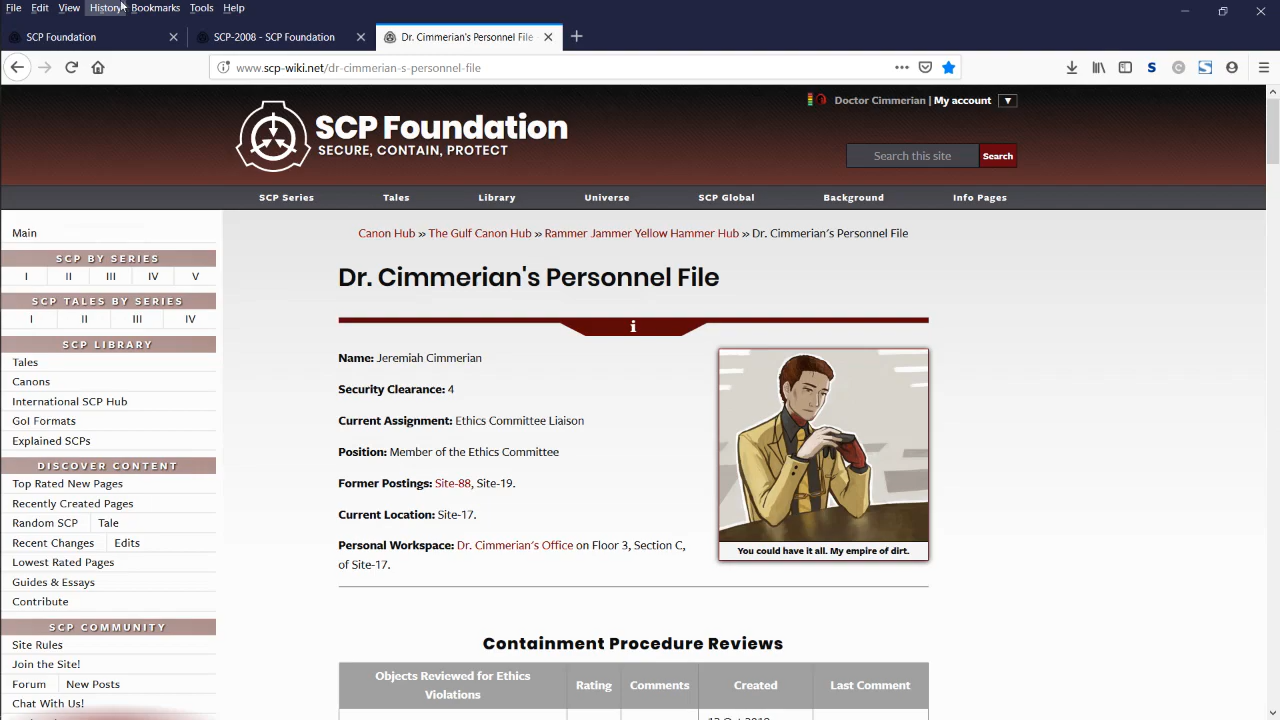 File Edit View History Bookmarks Tools Help
SCP Foundation SCP-2008 - SCP Foundation Dr. Cimmerian's Personnel File
www.scp-wiki.net/dr-cimmerian-s-personnel-file
Doctor Cimmerian | My account ▼
SCP Foundation
SECURE, CONTAIN, PROTECT
Search this site Search
SCP Series Tales Library Universe SCP Global Background Info Pages
Main
SCP BY SERIES
I II III IV V
SCP TALES BY SERIES
I II III IV
SCP LIBRARY
Tales
Canons
International SCP Hub
GoI Formats
Explained SCPs
DISCOVER CONTENT
Top Rated New Pages
Recently Created Pages
Random SCP Tale
Recent Changes Edits
Lowest Rated Pages
Guides & Essays
Contribute
SCP COMMUNITY
Site Rules
Join the Site!
Forum New Posts
Chat With Us!
Canon Hub » The Gulf Canon Hub » Rammer Jammer Yellow Hammer Hub » Dr. Cimmerian's Personnel File
Dr. Cimmerian's Personnel File
i
Name: Jeremiah Cimmerian
Security Clearance: 4
Current Assignment: Ethics Committee Liaison
Position: Member of the Ethics Committee
Former Postings: Site-88, Site-19.
Current Location: Site-17.
Personal Workspace: Dr. Cimmerian's Office on Floor 3, Section C,
of Site-17.
You could have it all. My empire of dirt.
Containment Procedure Reviews
Objects Reviewed for Ethics
Violations
Rating Comments Created Last Comment